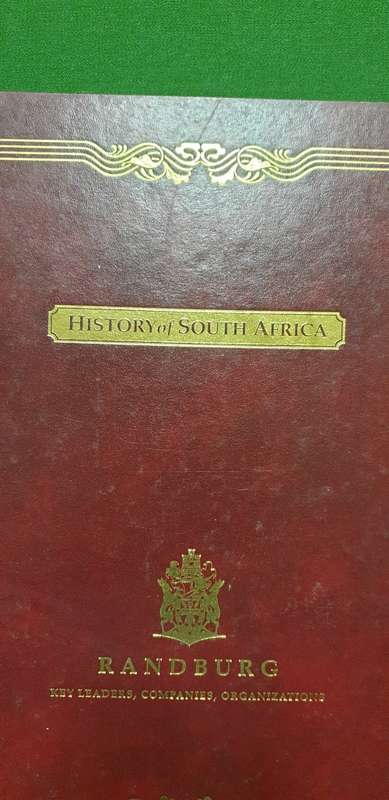 HISTORY of SOUTH AFRICA
RANDBURG
KEY LEADERS, COMPANIES, ORGANIZATIONS